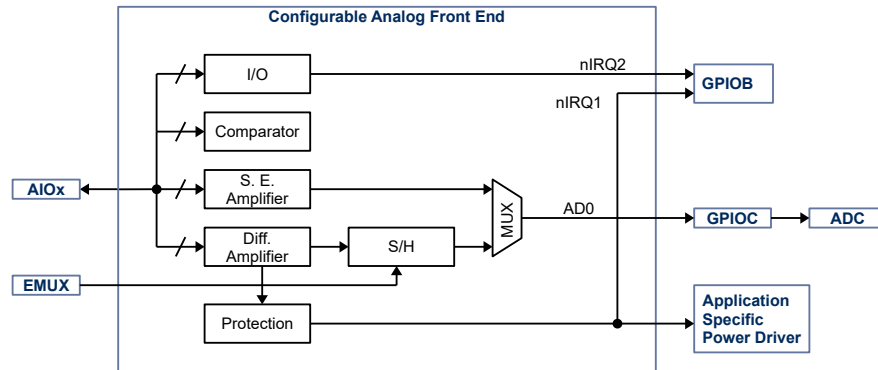 Configurable Analog Front End
I/O
nIRQ2
GPIOB
nIRQ1
Comparator
AIOx
S. E.
Amplifier
MUX
AD0
GPIOC
ADC
Diff.
Amplifier
S/H
EMUX
Protection
Application
Specific
Power Driver